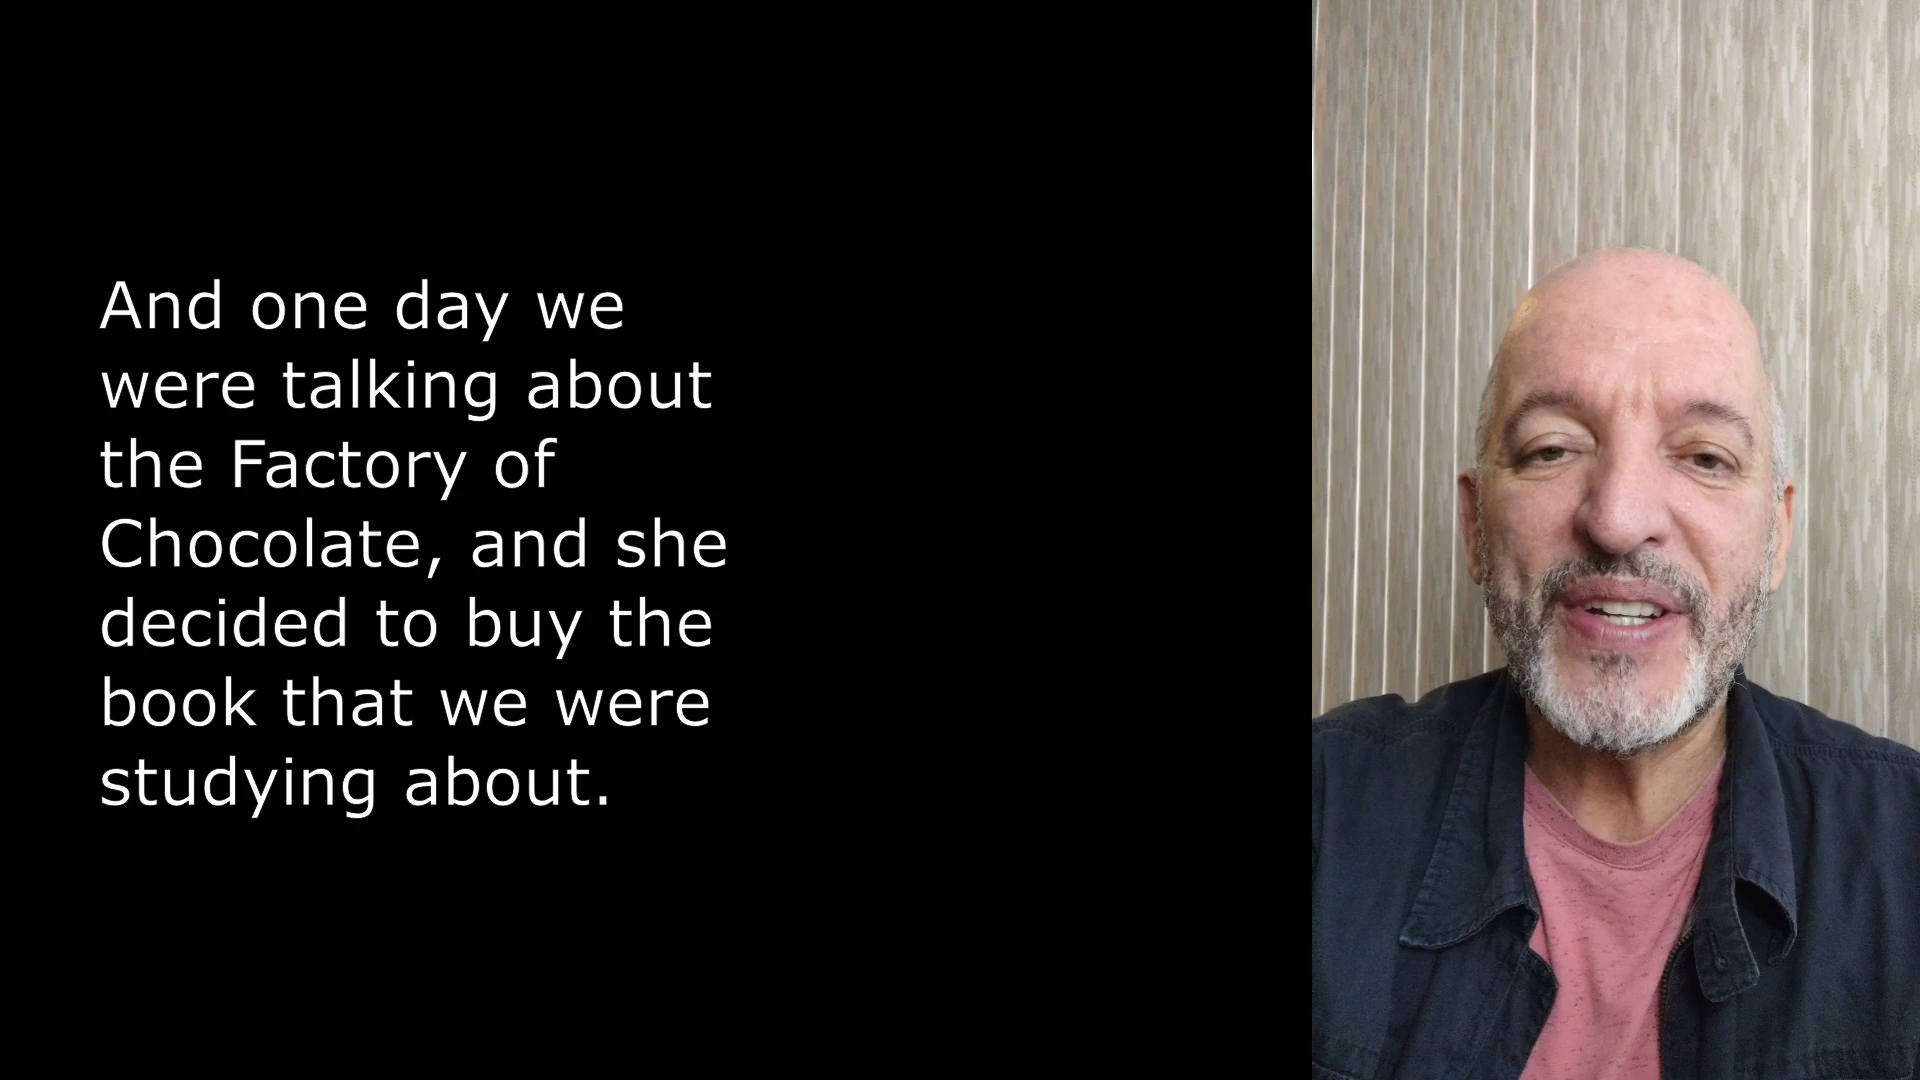 And one day we
were talking about
the Factory of
Chocolate, and she
decided to buy the
book that we were
studying about.